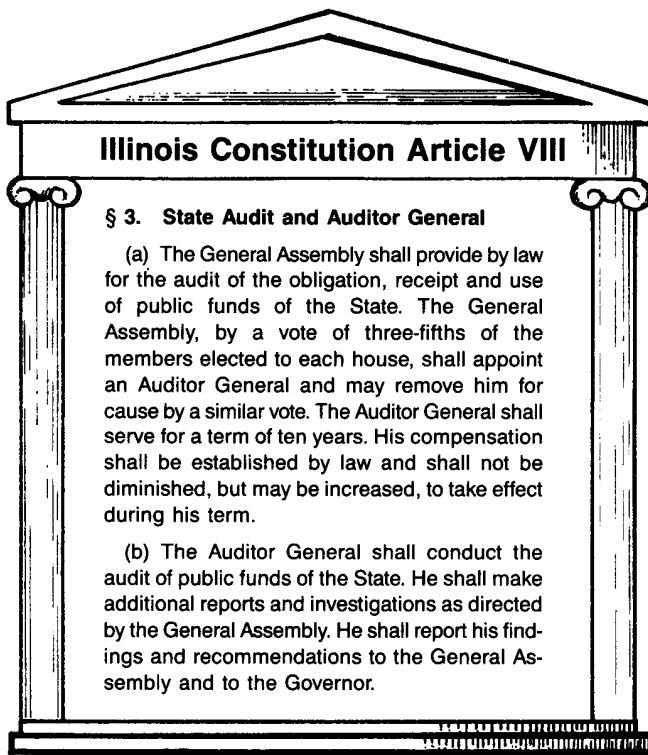 Illinois Constitution Article VIII
§ 3. State Audit and Auditor General
(a) The General Assembly shall provide by law
for the audit of the obligation, receipt and use
of public funds of the State. The General
Assembly, by a vote of three-fifths of the
members elected to each house, shall appoint
an Auditor General and may remove him for
cause by a similar vote. The Auditor General shall
serve for a term of ten years. His compensation
shall be established by law and shall not be
diminished, but may be increased, to take effect
during his term.
(b) The Auditor General shall conduct the
audit of public funds of the State. He shall make
additional reports and investigations as directed
by the General Assembly. He shall report his find-
ings and recommendations to the General As-
sembly and to the Governor.